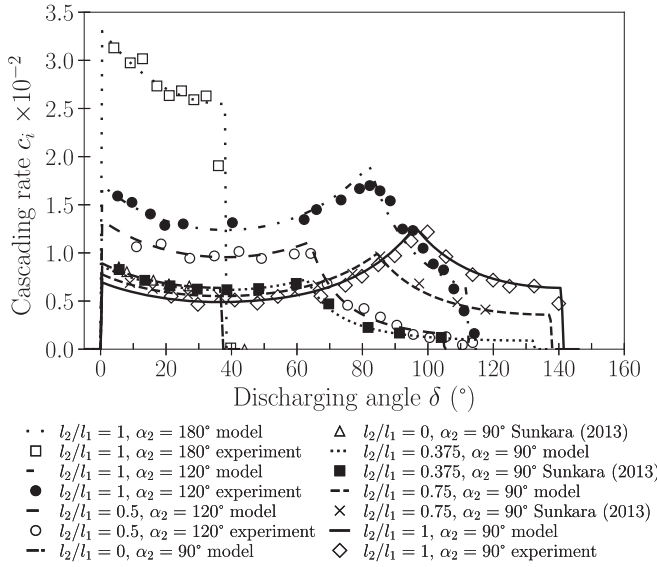 3.5
3.0
2.5
2.0
1.5
1.0
0.5
0.0
Cascading rate c_i ×10⁻²
0 20 40 60 80 100 120 140 160
Discharging angle δ (°)
l₂/l₁ = 1, α₂ = 180° model
l₂/l₁ = 1, α₂ = 180° experiment
l₂/l₁ = 1, α₂ = 120° model
l₂/l₁ = 1, α₂ = 120° experiment
l₂/l₁ = 0.5, α₂ = 120° model
l₂/l₁ = 0.5, α₂ = 120° experiment
l₂/l₁ = 0, α₂ = 90° model
l₂/l₁ = 0, α₂ = 90° Sunkara (2013)
l₂/l₁ = 0.375, α₂ = 90° model
l₂/l₁ = 0.375, α₂ = 90° Sunkara (2013)
l₂/l₁ = 0.75, α₂ = 90° model
l₂/l₁ = 0.75, α₂ = 90° Sunkara (2013)
l₂/l₁ = 1, α₂ = 90° model
l₂/l₁ = 1, α₂ = 90° experiment